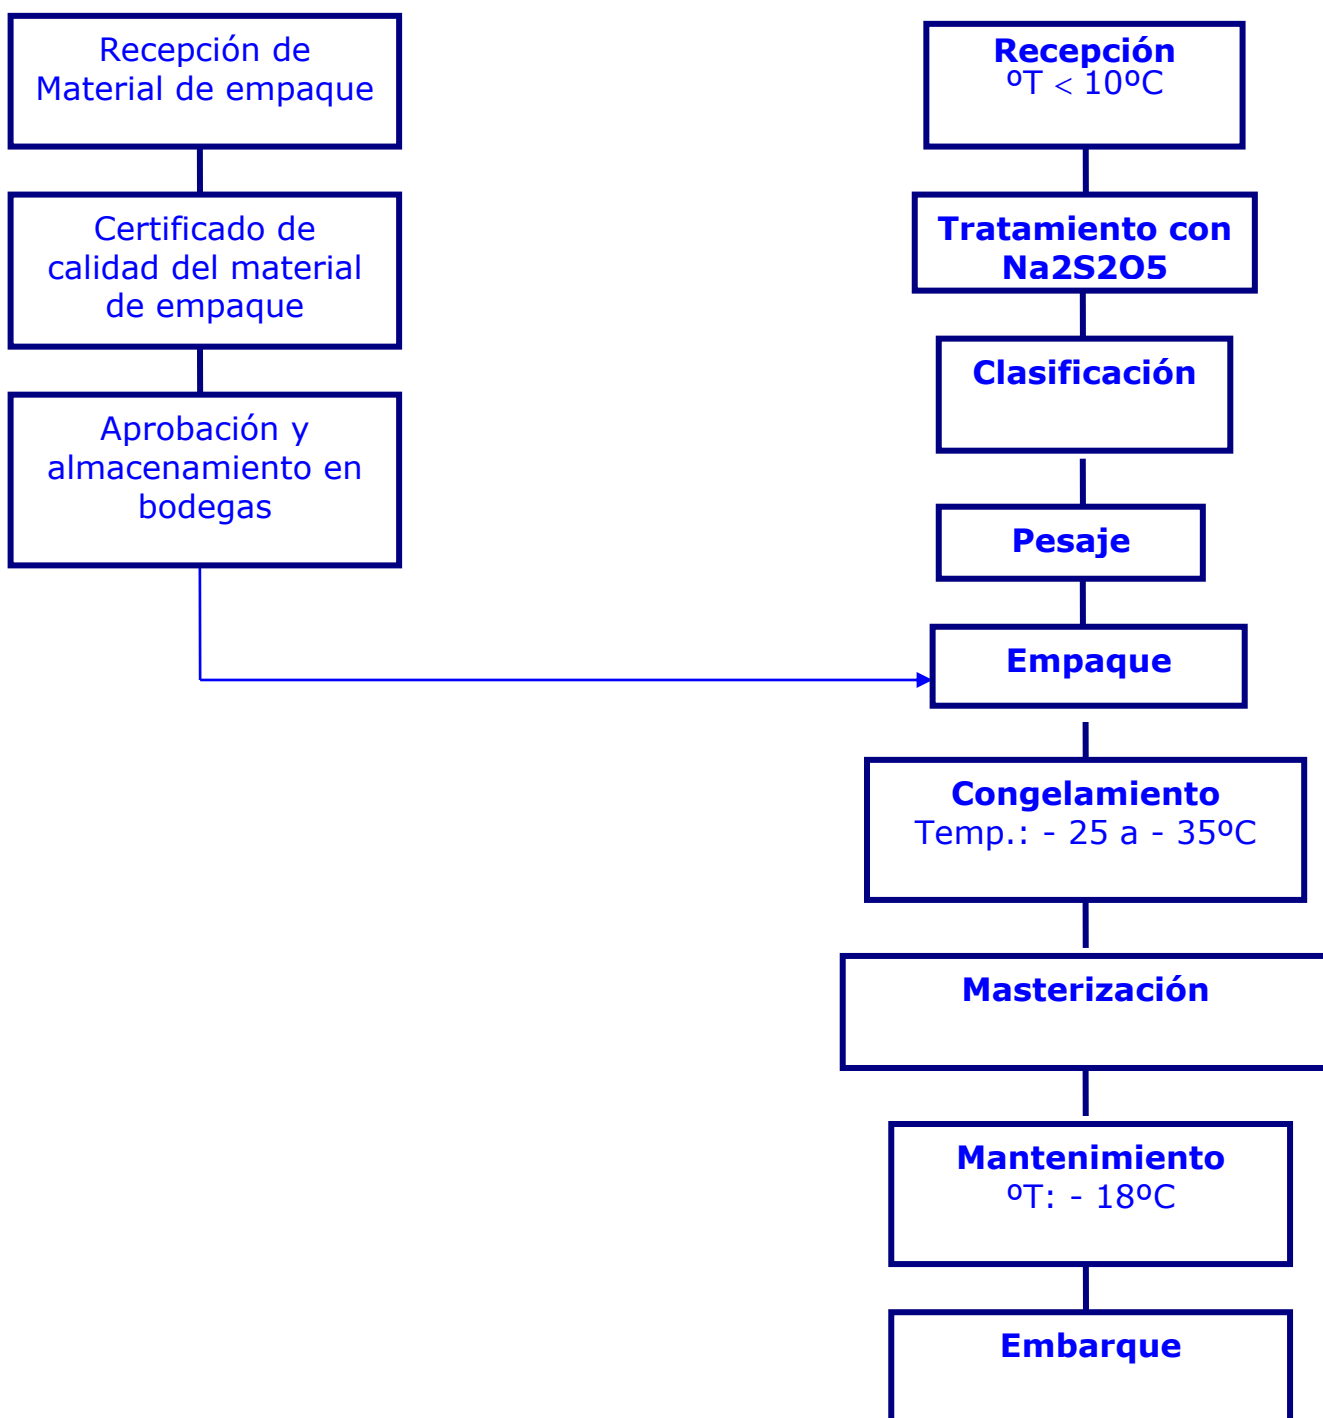 Recepción de
Material de empaque
Certificado de
calidad del material
de empaque
Aprobación y
almacenamiento en
bodegas
Recepción
ºT < 10ºC
Tratamiento con
Na2S2O5
Clasificación
Pesaje
Empaque
Congelamiento
Temp.: - 25 a - 35ºC
Masterización
Mantenimiento
ºT: - 18ºC
Embarque